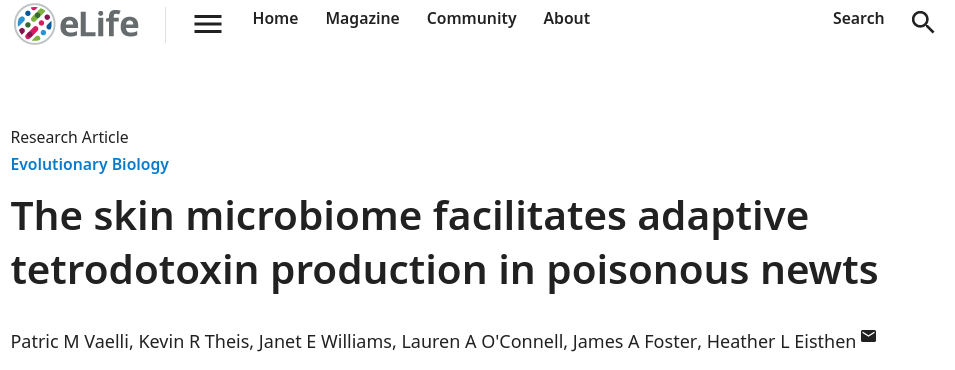 eLife Home Magazine Community About Search
Research Article
Evolutionary Biology
The skin microbiome facilitates adaptive
tetrodotoxin production in poisonous newts
Patric M Vaelli, Kevin R Theis, Janet E Williams, Lauren A O'Connell, James A Foster, Heather L Eisthen